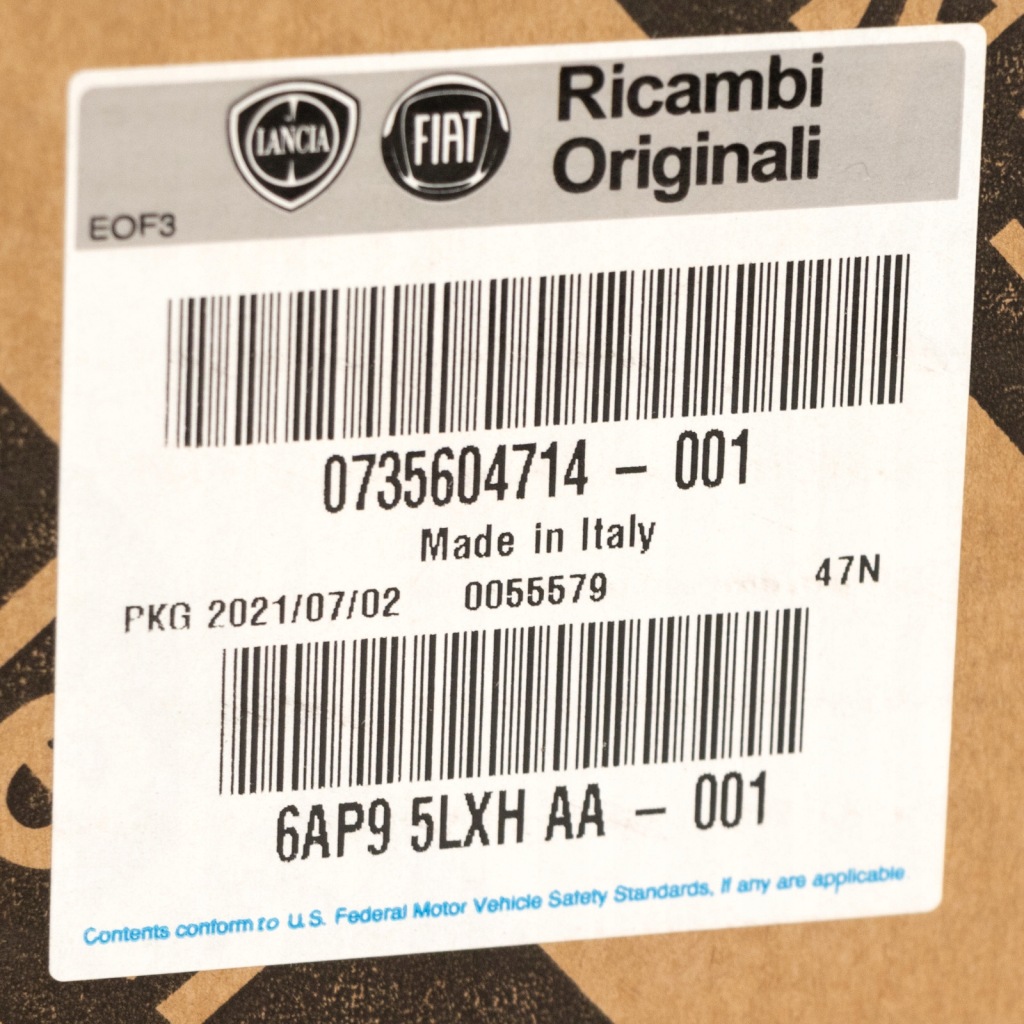 LANCIA FIAT Ricambi
Originali
EOF3
0735604714 – 001
Made in Italy
PKG 2021/07/02 0055579 47N
6AP9 5LXH AA – 001
Contents conform to U.S. Federal Motor Vehicle Safety Standards, If any are applicable